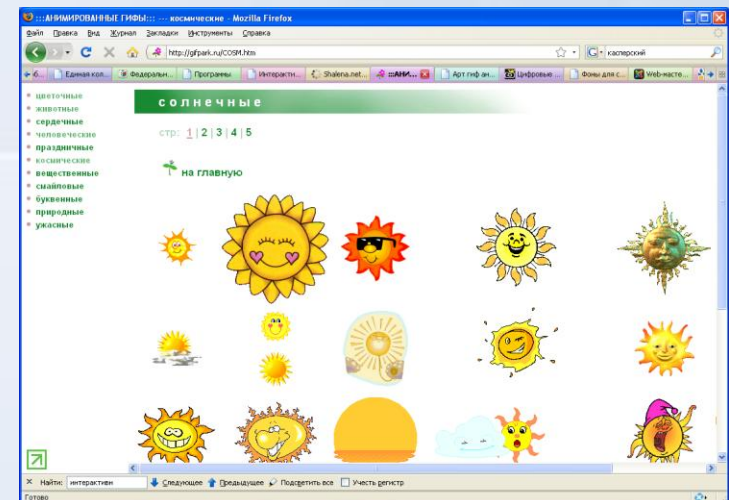 :::АНИМИРОВАННЫЕ ГИФЫ::: --- космические - Mozilla Firefox
Файл Правка Вид Журнал Закладки Инструменты Справка
http://gifpark.ru/COSM.htm касперский
б... Единая кол... Федеральн... Программы Интеракти... Shalena.net... :::АНИ... Арт гиф ан... Цифровые ... Фоны для с... Web-масте...
цветочные
животные
сердечные
человеческие
праздничные
космические
вещественные
смайловые
буквенные
природные
ужасные
солнечные
стр: 1 | 2 | 3 | 4 | 5
на главную
Найти: интерактивн Следующее Предыдущее Подсветить все Учесть регистр
Готово